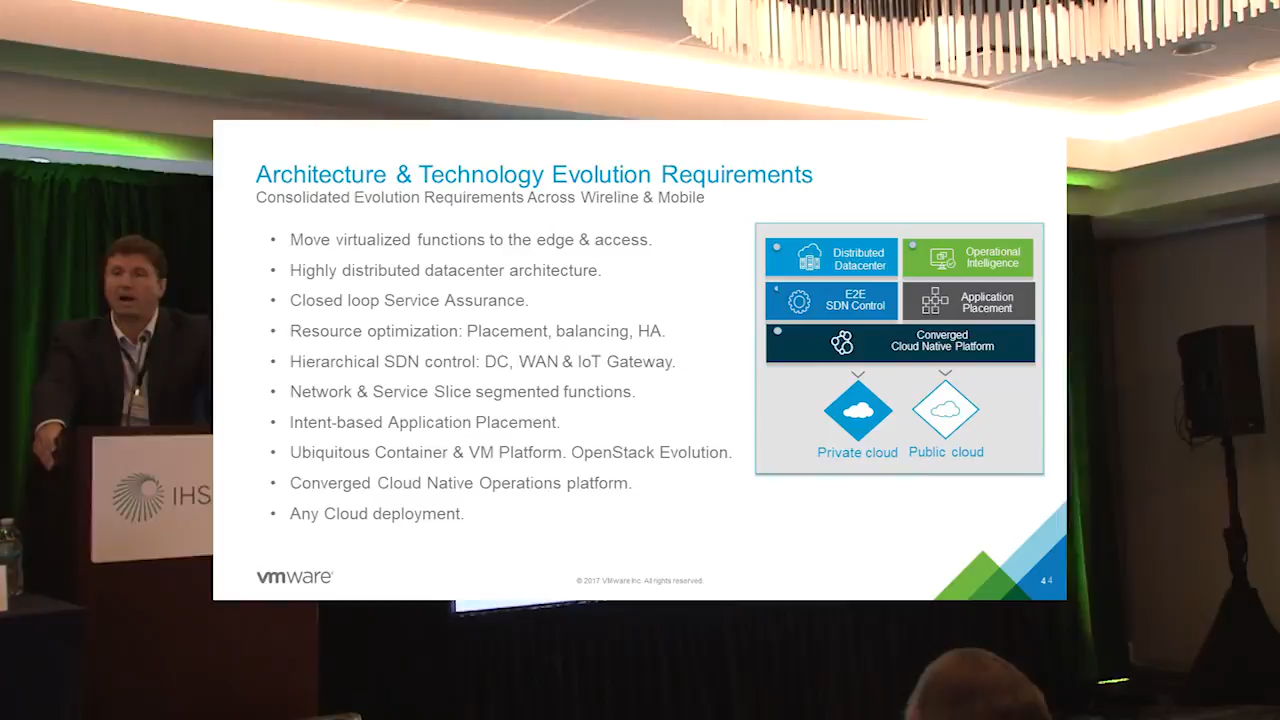 Architecture & Technology Evolution Requirements
Consolidated Evolution Requirements Across Wireline & Mobile
• Move virtualized functions to the edge & access.
• Highly distributed datacenter architecture.
• Closed loop Service Assurance.
• Resource optimization: Placement, balancing, HA.
• Hierarchical SDN control: DC, WAN & IoT Gateway.
• Network & Service Slice segmented functions.
• Intent-based Application Placement.
• Ubiquitous Container & VM Platform. OpenStack Evolution.
• Converged Cloud Native Operations platform.
• Any Cloud deployment.
Distributed
Datacenter
Operational
Intelligence
E2E
SDN Control
Application
Placement
Converged
Cloud Native Platform
Private cloud
Public cloud
IHS
vmware®
© 2017 VMware Inc. All rights reserved.
44